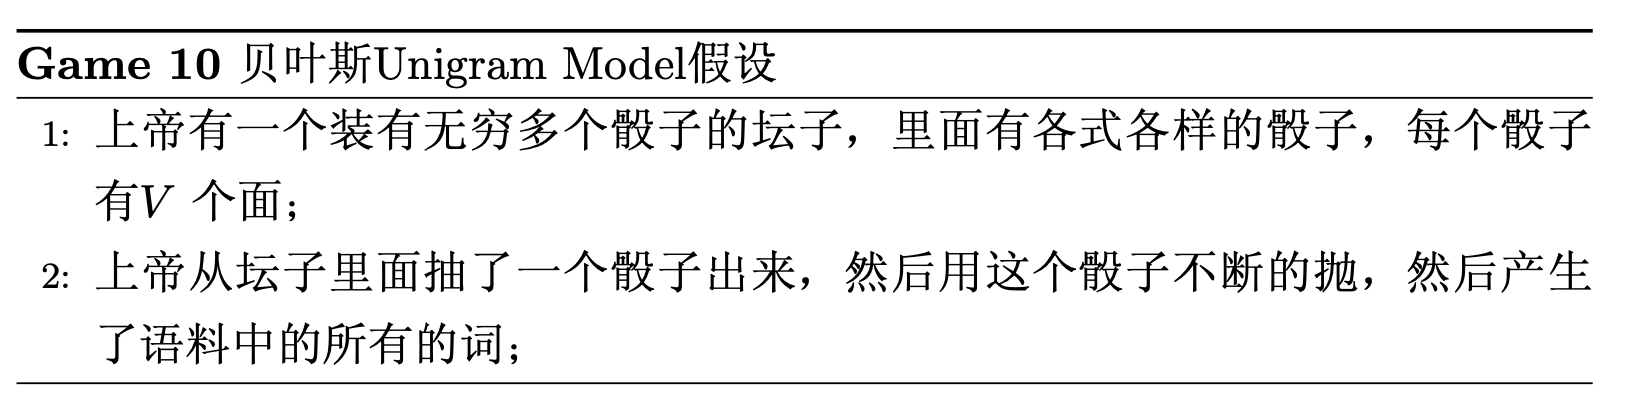 Game 10 贝叶斯Unigram Model假设
1: 上帝有一个装有无穷多个骰子的坛子，里面有各式各样的骰子，每个骰子
有V 个面；
2: 上帝从坛子里面抽了一个骰子出来，然后用这个骰子不断的抛，然后产生
了语料中的所有的词；